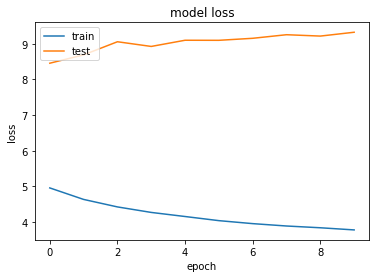 model loss
train
test
9
8
7
6
5
4
loss
0 2 4 6 8
epoch